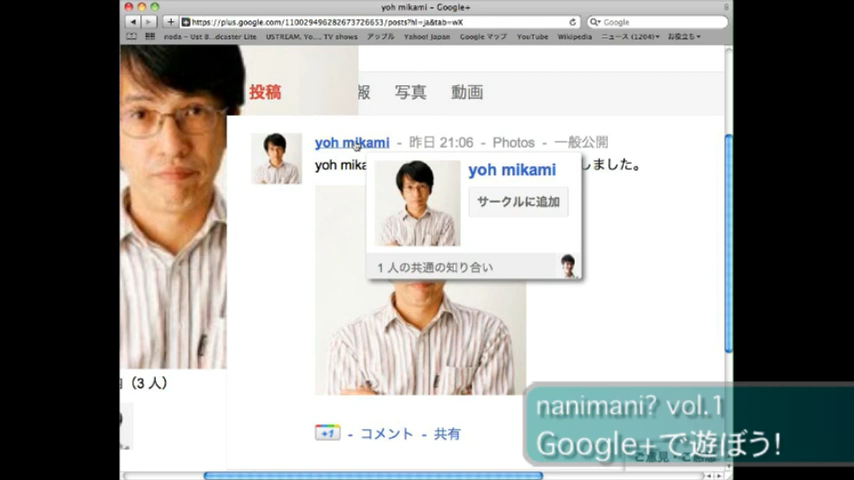 yoh mikami - Google+
https://plus.google.com/110029496282673726653/posts?hl=ja&tab=wX
Google
noda - Ust B...dcaster Lite USTREAM, Yo..., TV shows アップル Yahoo! Japan Google マップ YouTube Wikipedia ニュース (1204) お役立ち
投稿 報 写真 動画
yoh mikami - 昨日 21:06 - Photos - 一般公開
yoh mika しました。
yoh mikami
サークルに追加
1 人の共通の知り合い
(3 人)
+1 - コメント - 共有
nanimani? vol.1
Google+で遊ぼう!